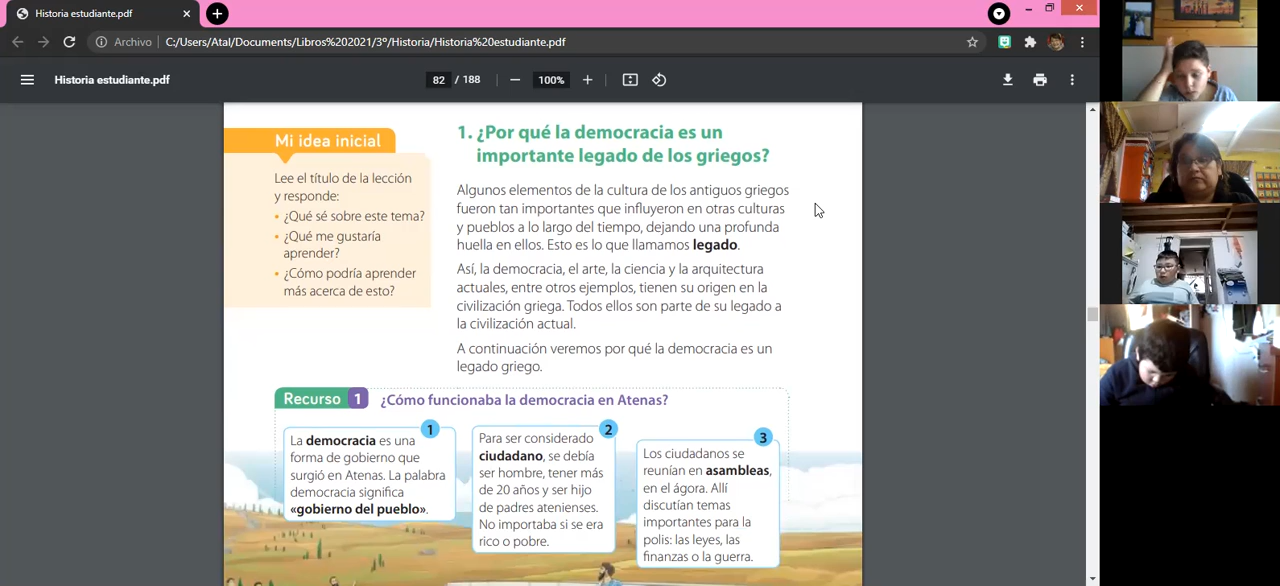 Historia estudiante.pdf
Archivo
C:/Users/Atal/Documents/Libros%202021/3º/Historia/Historia%20estudiante.pdf
Historia estudiante.pdf
82 / 188
100%
Mi idea inicial
Lee el título de la lección
y responde:
• ¿Qué sé sobre este tema?
• ¿Qué me gustaría
aprender?
• ¿Cómo podría aprender
más acerca de esto?
1. ¿Por qué la democracia es un
importante legado de los griegos?
Algunos elementos de la cultura de los antiguos griegos
fueron tan importantes que influyeron en otras culturas
y pueblos a lo largo del tiempo, dejando una profunda
huella en ellos. Esto es lo que llamamos legado.
Así, la democracia, el arte, la ciencia y la arquitectura
actuales, entre otros ejemplos, tienen su origen en la
civilización griega. Todos ellos son parte de su legado a
la civilización actual.
A continuación veremos por qué la democracia es un
legado griego.
Recurso 1
¿Cómo funcionaba la democracia en Atenas?
1
La democracia es una
forma de gobierno que
surgió en Atenas. La palabra
democracia significa
«gobierno del pueblo».
2
Para ser considerado
ciudadano, se debía
ser hombre, tener más
de 20 años y ser hijo
de padres atenienses.
No importaba si se era
rico o pobre.
3
Los ciudadanos se
reunían en asambleas,
en el ágora. Allí
discutían temas
importantes para la
polis: las leyes, las
finanzas o la guerra.